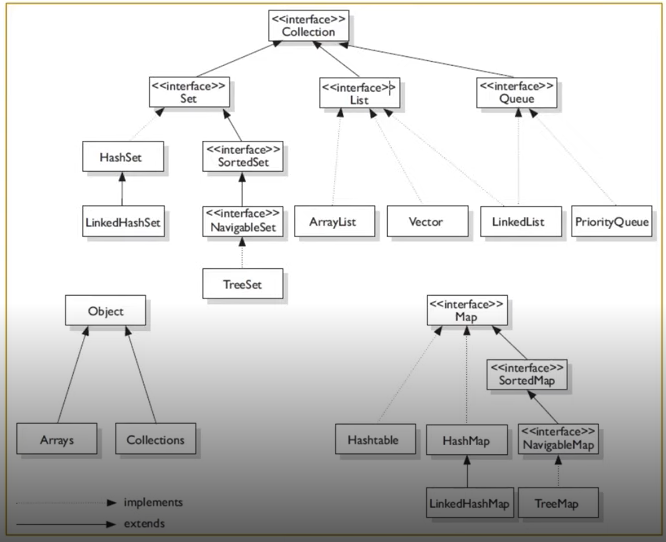 <<interface>>
Collection
<<interface>>
Set
<<interface>>
List
<<interface>>
Queue
HashSet
<<interface>>
SortedSet
LinkedHashSet
<<interface>>
NavigableSet
ArrayList
Vector
LinkedList
PriorityQueue
TreeSet
Object
<<interface>>
Map
<<interface>>
SortedMap
Arrays
Collections
Hashtable
HashMap
<<interface>>
NavigableMap
LinkedHashMap
TreeMap
implements
extends